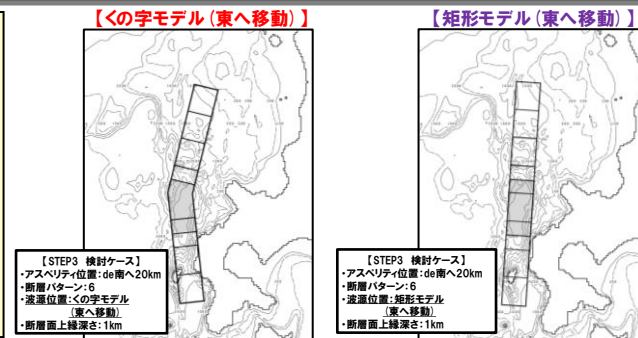 【くの字モデル(東へ移動)】
【STEP3 検討ケース】
・アスペリティ位置:de南へ20km
・断層パターン:6
・波源位置:くの字モデル
(東へ移動)
・断層面上縁深さ:1km
【矩形モデル(東へ移動)】
【STEP3 検討ケース】
・アスペリティ位置:de南へ20km
・断層パターン:6
・波源位置:矩形モデル
(東へ移動)
・断層面上縁深さ:1km